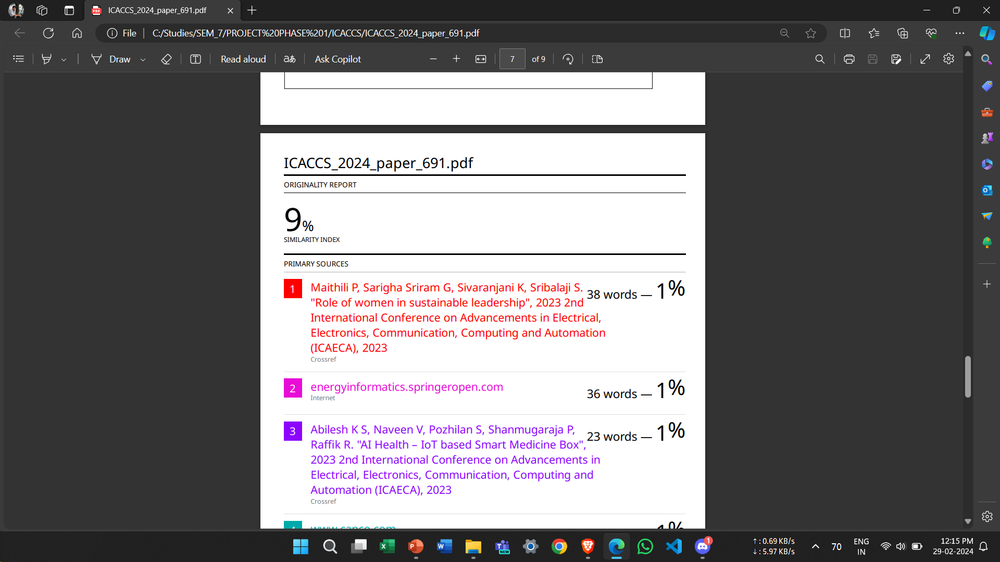 ICACCS_2024_paper_691.pdf
File
C:/Studies/SEM_7/PROJECT%20PHASE%201/ICACCS/ICACCS_2024_paper_691.pdf
Draw
Read aloud
aあ
Ask Copilot
7 of 9
ICACCS_2024_paper_691.pdf
ORIGINALITY REPORT
9%
SIMILARITY INDEX
PRIMARY SOURCES
1 Maithili P, Sarigha Sriram G, Sivaranjani K, Sribalaji S. 38 words — 1%
"Role of women in sustainable leadership", 2023 2nd
International Conference on Advancements in Electrical,
Electronics, Communication, Computing and Automation
(ICAECA), 2023
Crossref
2 energyinformatics.springeropen.com 36 words — 1%
Internet
3 Abilesh K S, Naveen V, Pozhilan S, Shanmugaraja P, 23 words — 1%
Raffik R. "AI Health – IoT based Smart Medicine Box",
2023 2nd International Conference on Advancements in
Electrical, Electronics, Communication, Computing and
Automation (ICAECA), 2023
Crossref
1%
↑: 0.69 KB/s
↓: 5.97 KB/s
70
ENG
IN
12:15 PM
29-02-2024